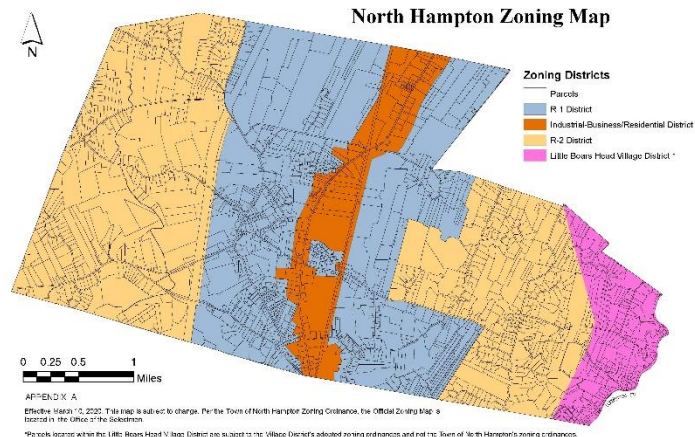 North Hampton Zoning Map
N
Zoning Districts
Parcels
R-1 District
Industrial-Business/Residential District
R-2 District
Little Boars Head Village District *
0 0.25 0.5 1
Miles
APPENDIX A
Effective March 10, 2020. This map is subject to change. Per the Town of North Hampton Zoning Ordinance, the Official Zoning Map is
located in the Office of the Selectmen.
*Parcels located within the Little Boars Head Village District are subject to the Village District's adopted zoning ordinances and not the Town of North Hampton's zoning ordinances.